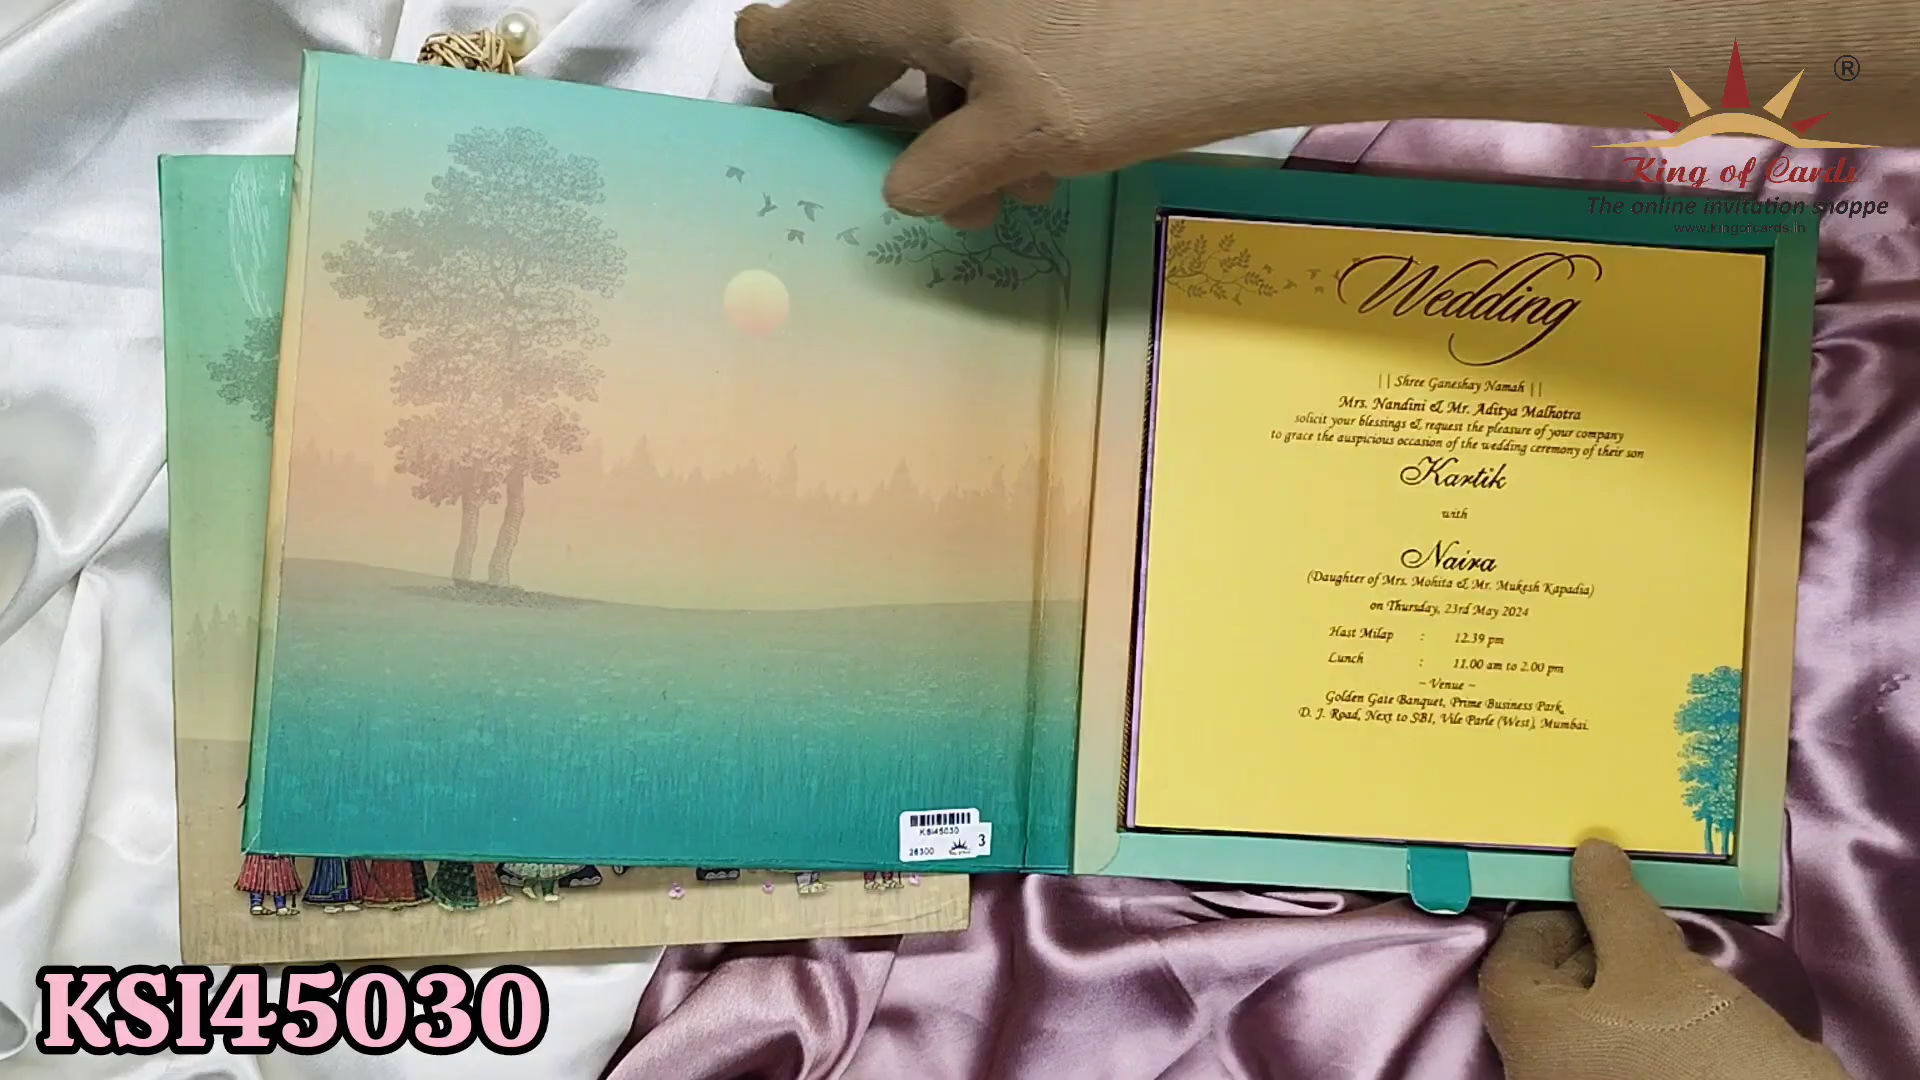 ®
King of Cards
The online invitation shoppe
www.kingofcards.in
Wedding
|| Shree Ganeshay Namah ||
Mrs. Nandini & Mr. Aditya Malhotra
solicit your blessings & request the pleasure of your company
to grace the auspicious occasion of the wedding ceremony of their son
Kartik
with
Naira
(Daughter of Mrs. Mohita & Mr. Mukesh Kapadia)
on Thursday, 23rd May 2024
Hast Milap : 12.39 pm
Lunch : 11.00 am to 2.00 pm
~ Venue ~
Golden Gate Banquet, Prime Business Park,
D. J. Road, Next to SBI, Vile Parle (West), Mumbai.
KSI45030
26300
3
KSI45030